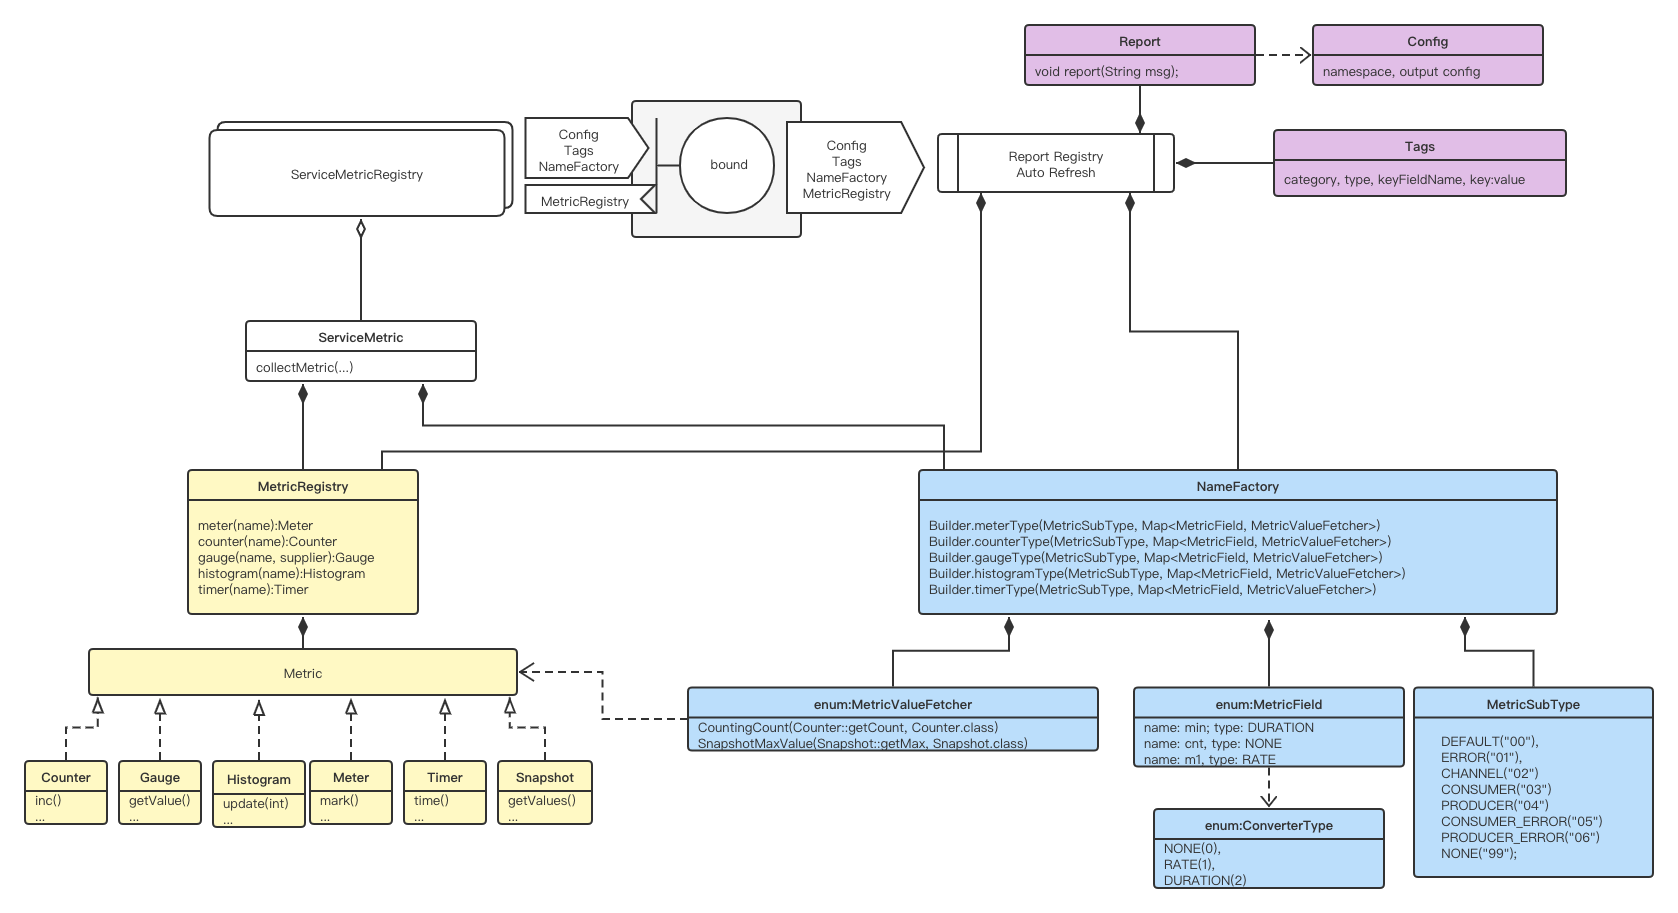 Report
void report(String msg);
Config
namespace, output config
ServiceMetricRegistry
Config
Tags
NameFactory
MetricRegistry
bound
Config
Tags
NameFactory
MetricRegistry
Report Registry
Auto Refresh
Tags
category, type, keyFieldName, key:value
ServiceMetric
collectMetric(...)
MetricRegistry
meter(name):Meter
counter(name):Counter
gauge(name, supplier):Gauge
histogram(name):Histogram
timer(name):Timer
NameFactory
Builder.meterType(MetricSubType, Map<MetricField, MetricValueFetcher>)
Builder.counterType(MetricSubType, Map<MetricField, MetricValueFetcher>)
Builder.gaugeType(MetricSubType, Map<MetricField, MetricValueFetcher>)
Builder.histogramType(MetricSubType, Map<MetricField, MetricValueFetcher>)
Builder.timerType(MetricSubType, Map<MetricField, MetricValueFetcher>)
Metric
enum:MetricValueFetcher
CountingCount(Counter::getCount, Counter.class)
SnapshotMaxValue(Snapshot::getMax, Snapshot.class)
enum:MetricField
name: min; type: DURATION
name: cnt, type: NONE
name: m1, type: RATE
MetricSubType
DEFAULT("00"),
ERROR("01"),
CHANNEL("02")
CONSUMER("03")
PRODUCER("04")
CONSUMER_ERROR("05")
PRODUCER_ERROR("06")
NONE("99");
Counter
inc()
...
Gauge
getValue()
...
Histogram
update(int)
...
Meter
mark()
...
Timer
time()
...
Snapshot
getValues()
...
enum:ConverterType
NONE(0),
RATE(1),
DURATION(2)